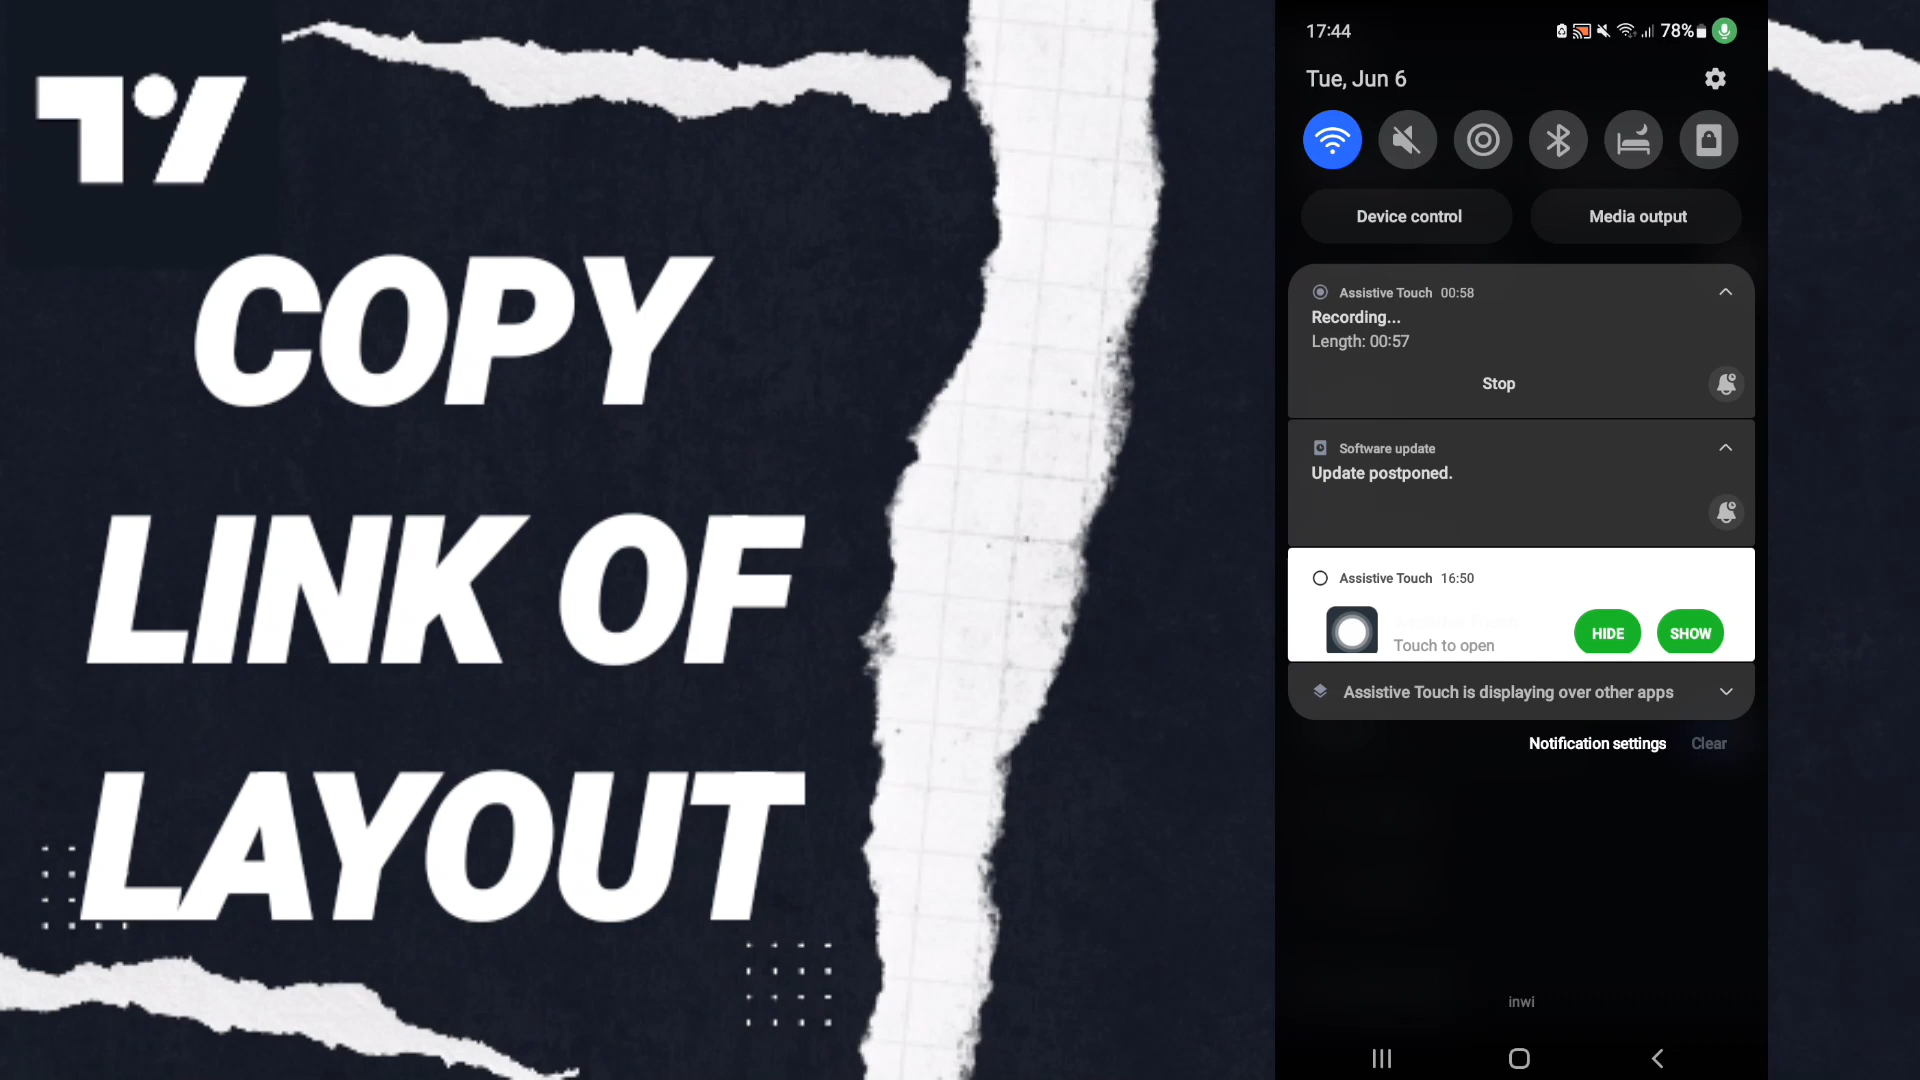 COPY
LINK OF
LAYOUT
17:44
78%
Tue, Jun 6
Device control
Media output
Assistive Touch 00:58
Recording...
Length: 00:57
Stop
Software update
Update postponed.
Assistive Touch 16:50
Touch to open
HIDE
SHOW
Assistive Touch is displaying over other apps
Notification settings
Clear
inwi